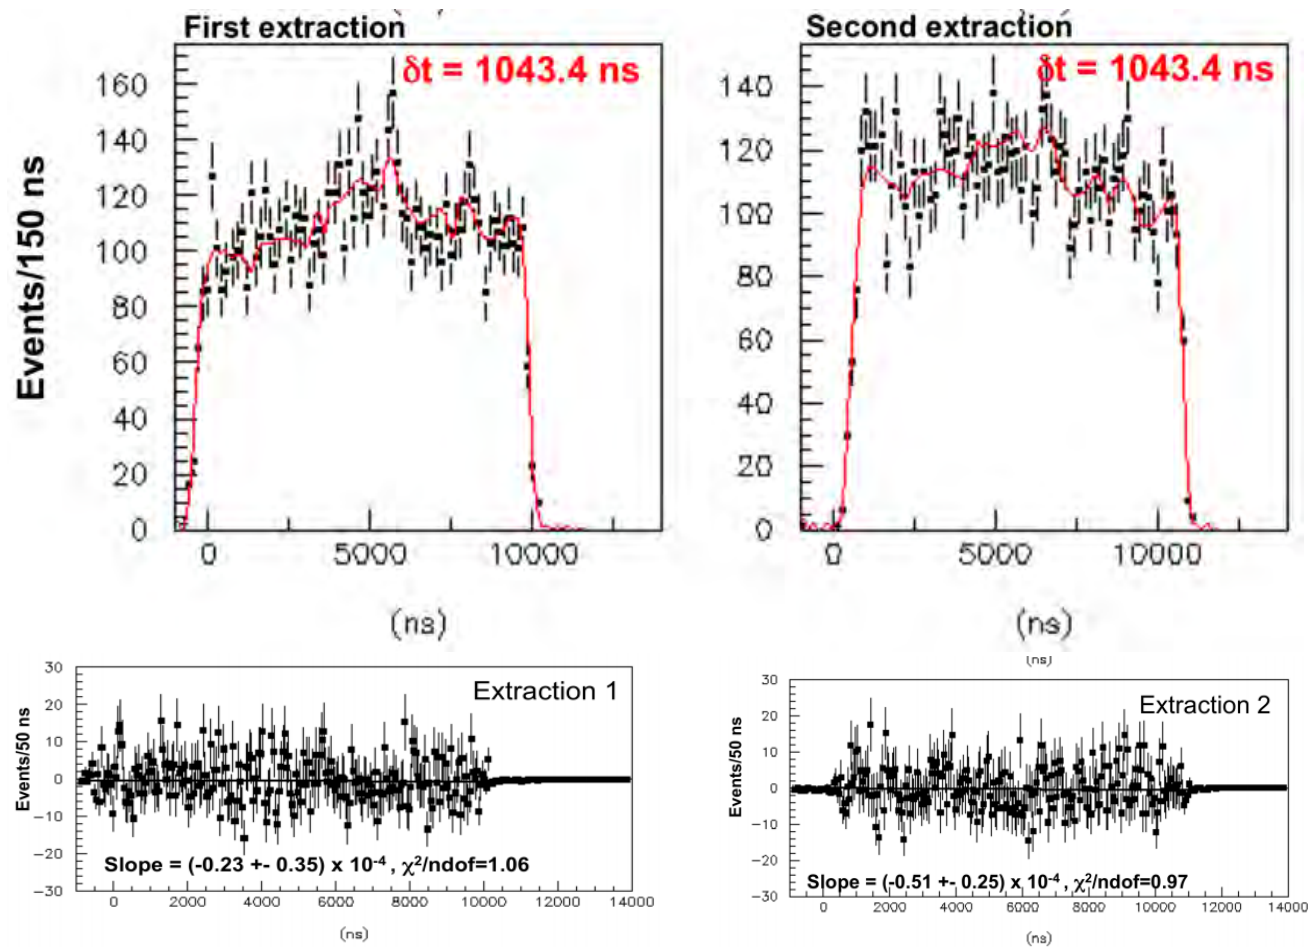 First extraction
δt = 1043.4 ns
Events/150 ns
160
140
120
100
80
60
40
20
0
0 5000 10000
(ns)
Second extraction
δt = 1043.4 ns
140
120
100
80
60
40
20
0
0 5000 10000
(ns)
Extraction 1
Events/50 ns
30
20
10
0
−10
−20
−30
Slope = (-0.23 +- 0.35) x 10⁻⁴ , χ²/ndof=1.06
0 2000 4000 6000 8000 10000 12000 14000
(ns)
(ns)
Extraction 2
Events/50 ns
30
20
10
0
−10
−20
−30
Slope = (-0.51 +- 0.25) x 10⁻⁴ , χ²/ndof=0.97
0 2000 4000 6000 8000 10000 12000 14000
(ns)